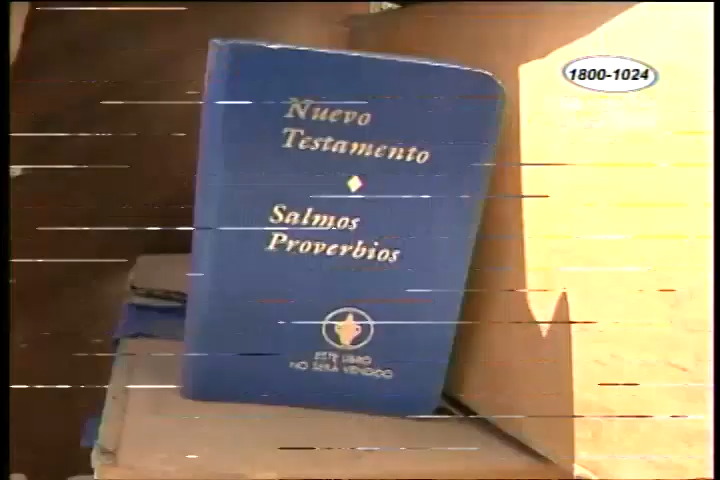 1800-1024
Nuevo
Testamento
Salmos
Proverbios
ESTE LIBRO
NO SERÁ VENDIDO